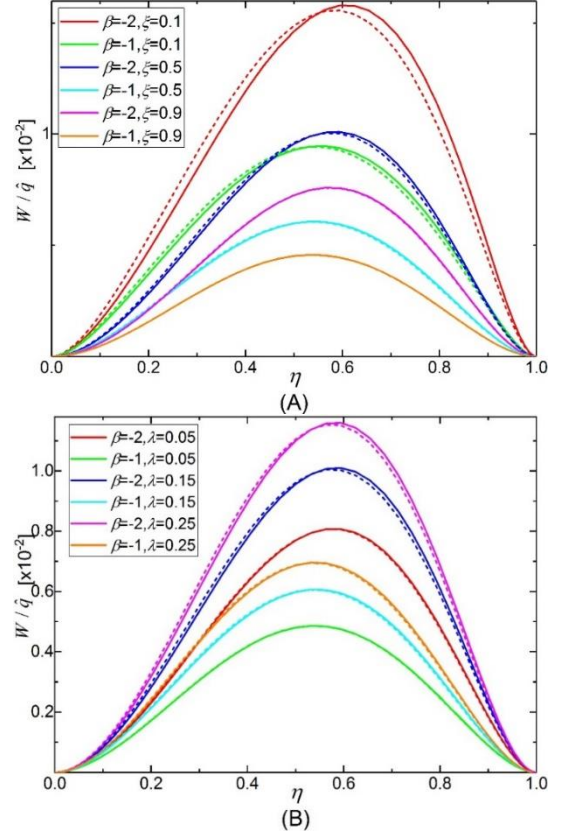 β=-2,ξ=0.1
β=-1,ξ=0.1
β=-2,ξ=0.5
β=-1,ξ=0.5
β=-2,ξ=0.9
β=-1,ξ=0.9
W / q̂ [x10⁻²]
1
0.0 0.2 0.4 0.6 0.8 1.0
η
(A)
β=-2,λ=0.05
β=-1,λ=0.05
β=-2,λ=0.15
β=-1,λ=0.15
β=-2,λ=0.25
β=-1,λ=0.25
W / q̂ [x10⁻²]
1.0
0.8
0.6
0.4
0.2
0.0 0.2 0.4 0.6 0.8 1.0
η
(B)